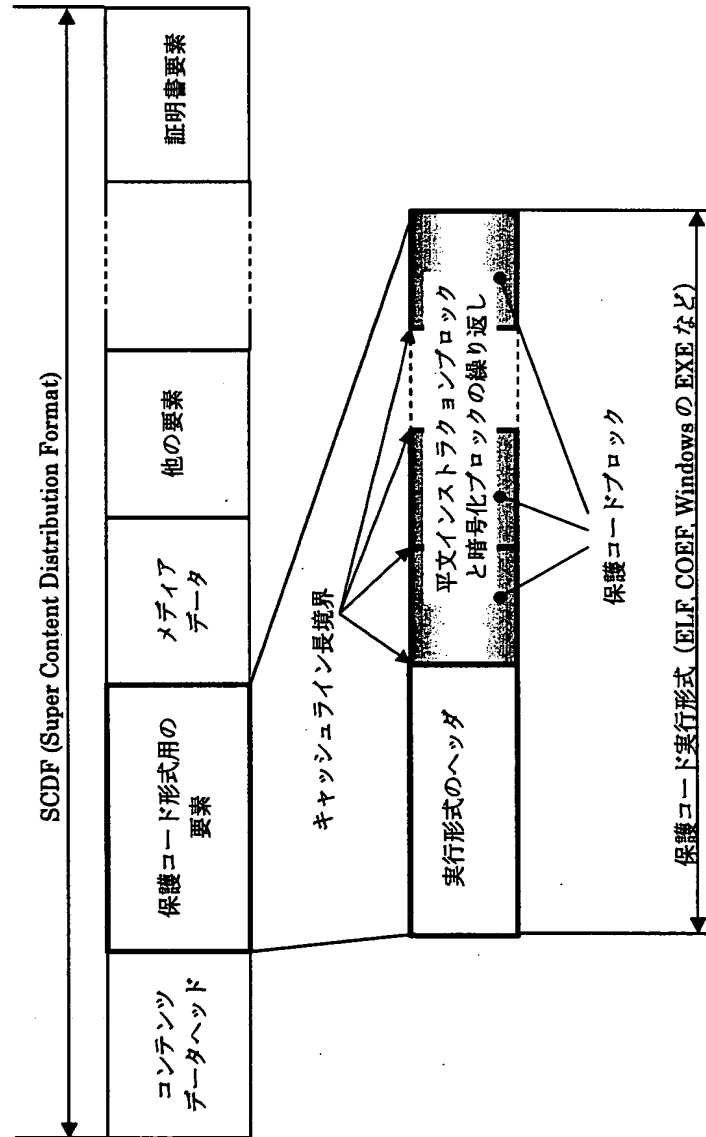 SCDF (Super Content Distribution Format)
コンテンツ
データヘッド
保護コード形式用の
要素
メディア
データ
他の要素
証明書要素
キャッシュライン長境界
実行形式のヘッダ
平文インストラクションブロック
と暗号化ブロックの繰り返し
保護コードブロック
保護コード実行形式 (ELF, COEF, Windows の EXE など)